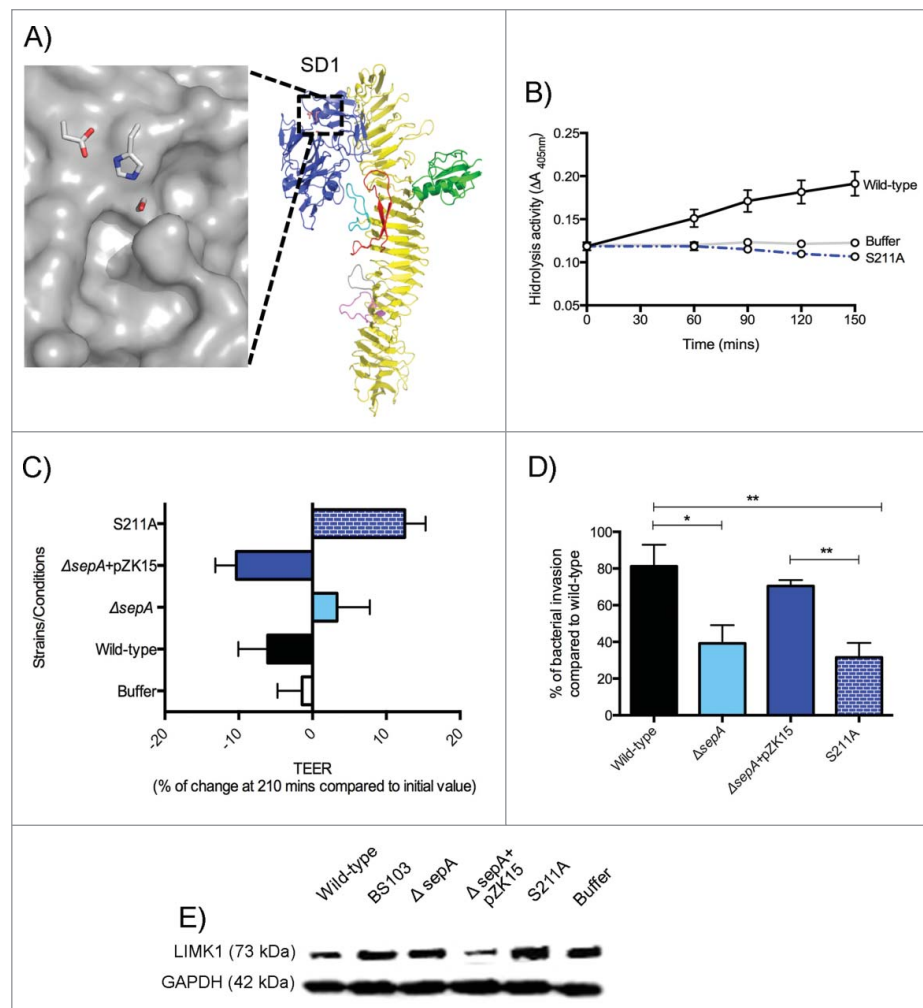 A)
SD1
B)
Hidrolysis activity (ΔA 405nm)
0.25
0.20
0.15
0.10
0.05
Wild-type
Buffer
S211A
0 30 60 90 120 150
Time (mins)
C)
Strains/Conditions
S211A
ΔsepA+pZK15
ΔsepA
Wild-type
Buffer
-20 -10 0 10 20
TEER
(% of change at 210 mins compared to initial value)
D)
% of bacterial invasion
compared to wild-type
100
80
60
40
20
0
**
*
**
Wild-type
ΔsepA
ΔsepA+pZK15
S211A
E)
Wild-type
BS103
Δ sepA
Δ sepA+
pZK15
S211A
Buffer
LIMK1 (73 kDa)
GAPDH (42 kDa)